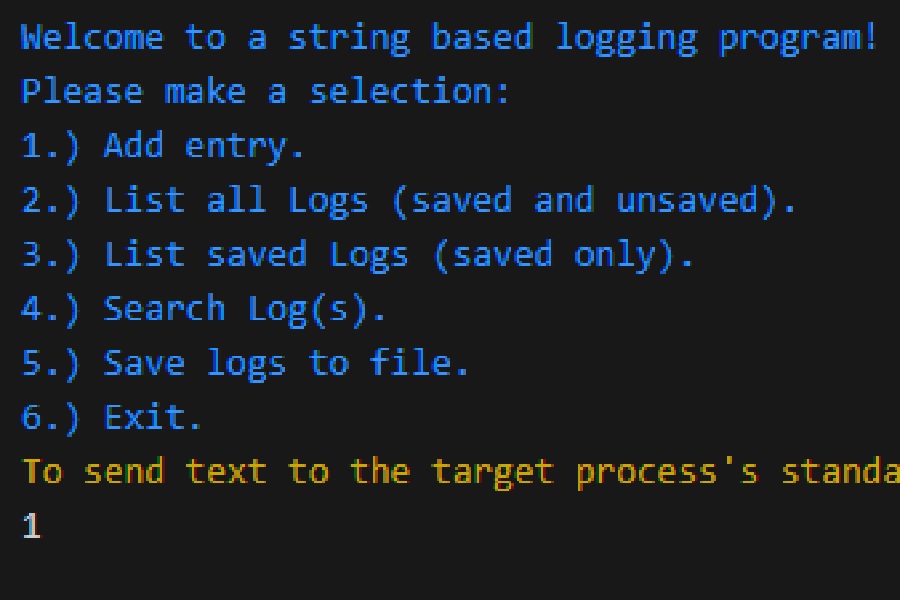 Welcome to a string based logging program!
Please make a selection:
1.) Add entry.
2.) List all Logs (saved and unsaved).
3.) List saved Logs (saved only).
4.) Search Log(s).
5.) Save logs to file.
6.) Exit.
To send text to the target process's standa
1